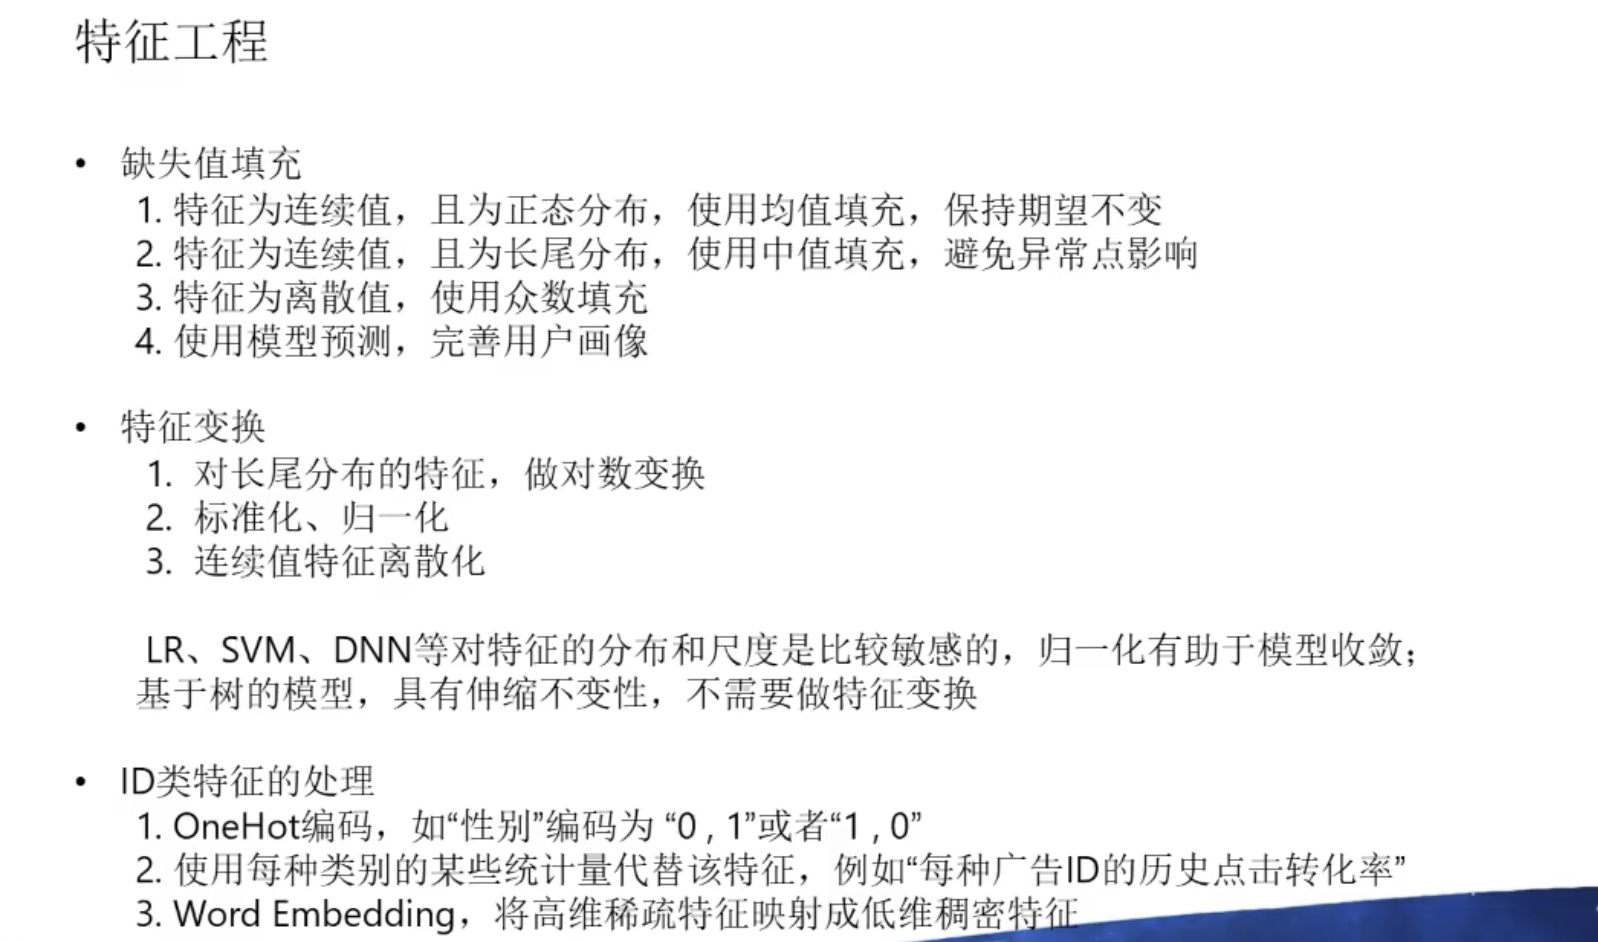 特征工程
• 缺失值填充
1. 特征为连续值，且为正态分布，使用均值填充，保持期望不变
2. 特征为连续值，且为长尾分布，使用中值填充，避免异常点影响
3. 特征为离散值，使用众数填充
4. 使用模型预测，完善用户画像
• 特征变换
1. 对长尾分布的特征，做对数变换
2. 标准化、归一化
3. 连续值特征离散化
LR、SVM、DNN等对特征的分布和尺度是比较敏感的，归一化有助于模型收敛；
基于树的模型，具有伸缩不变性，不需要做特征变换
• ID类特征的处理
1. OneHot编码，如“性别”编码为 “0 , 1”或者“1 , 0”
2. 使用每种类别的某些统计量代替该特征，例如“每种广告ID的历史点击转化率”
3. Word Embedding，将高维稀疏特征映射成低维稠密特征